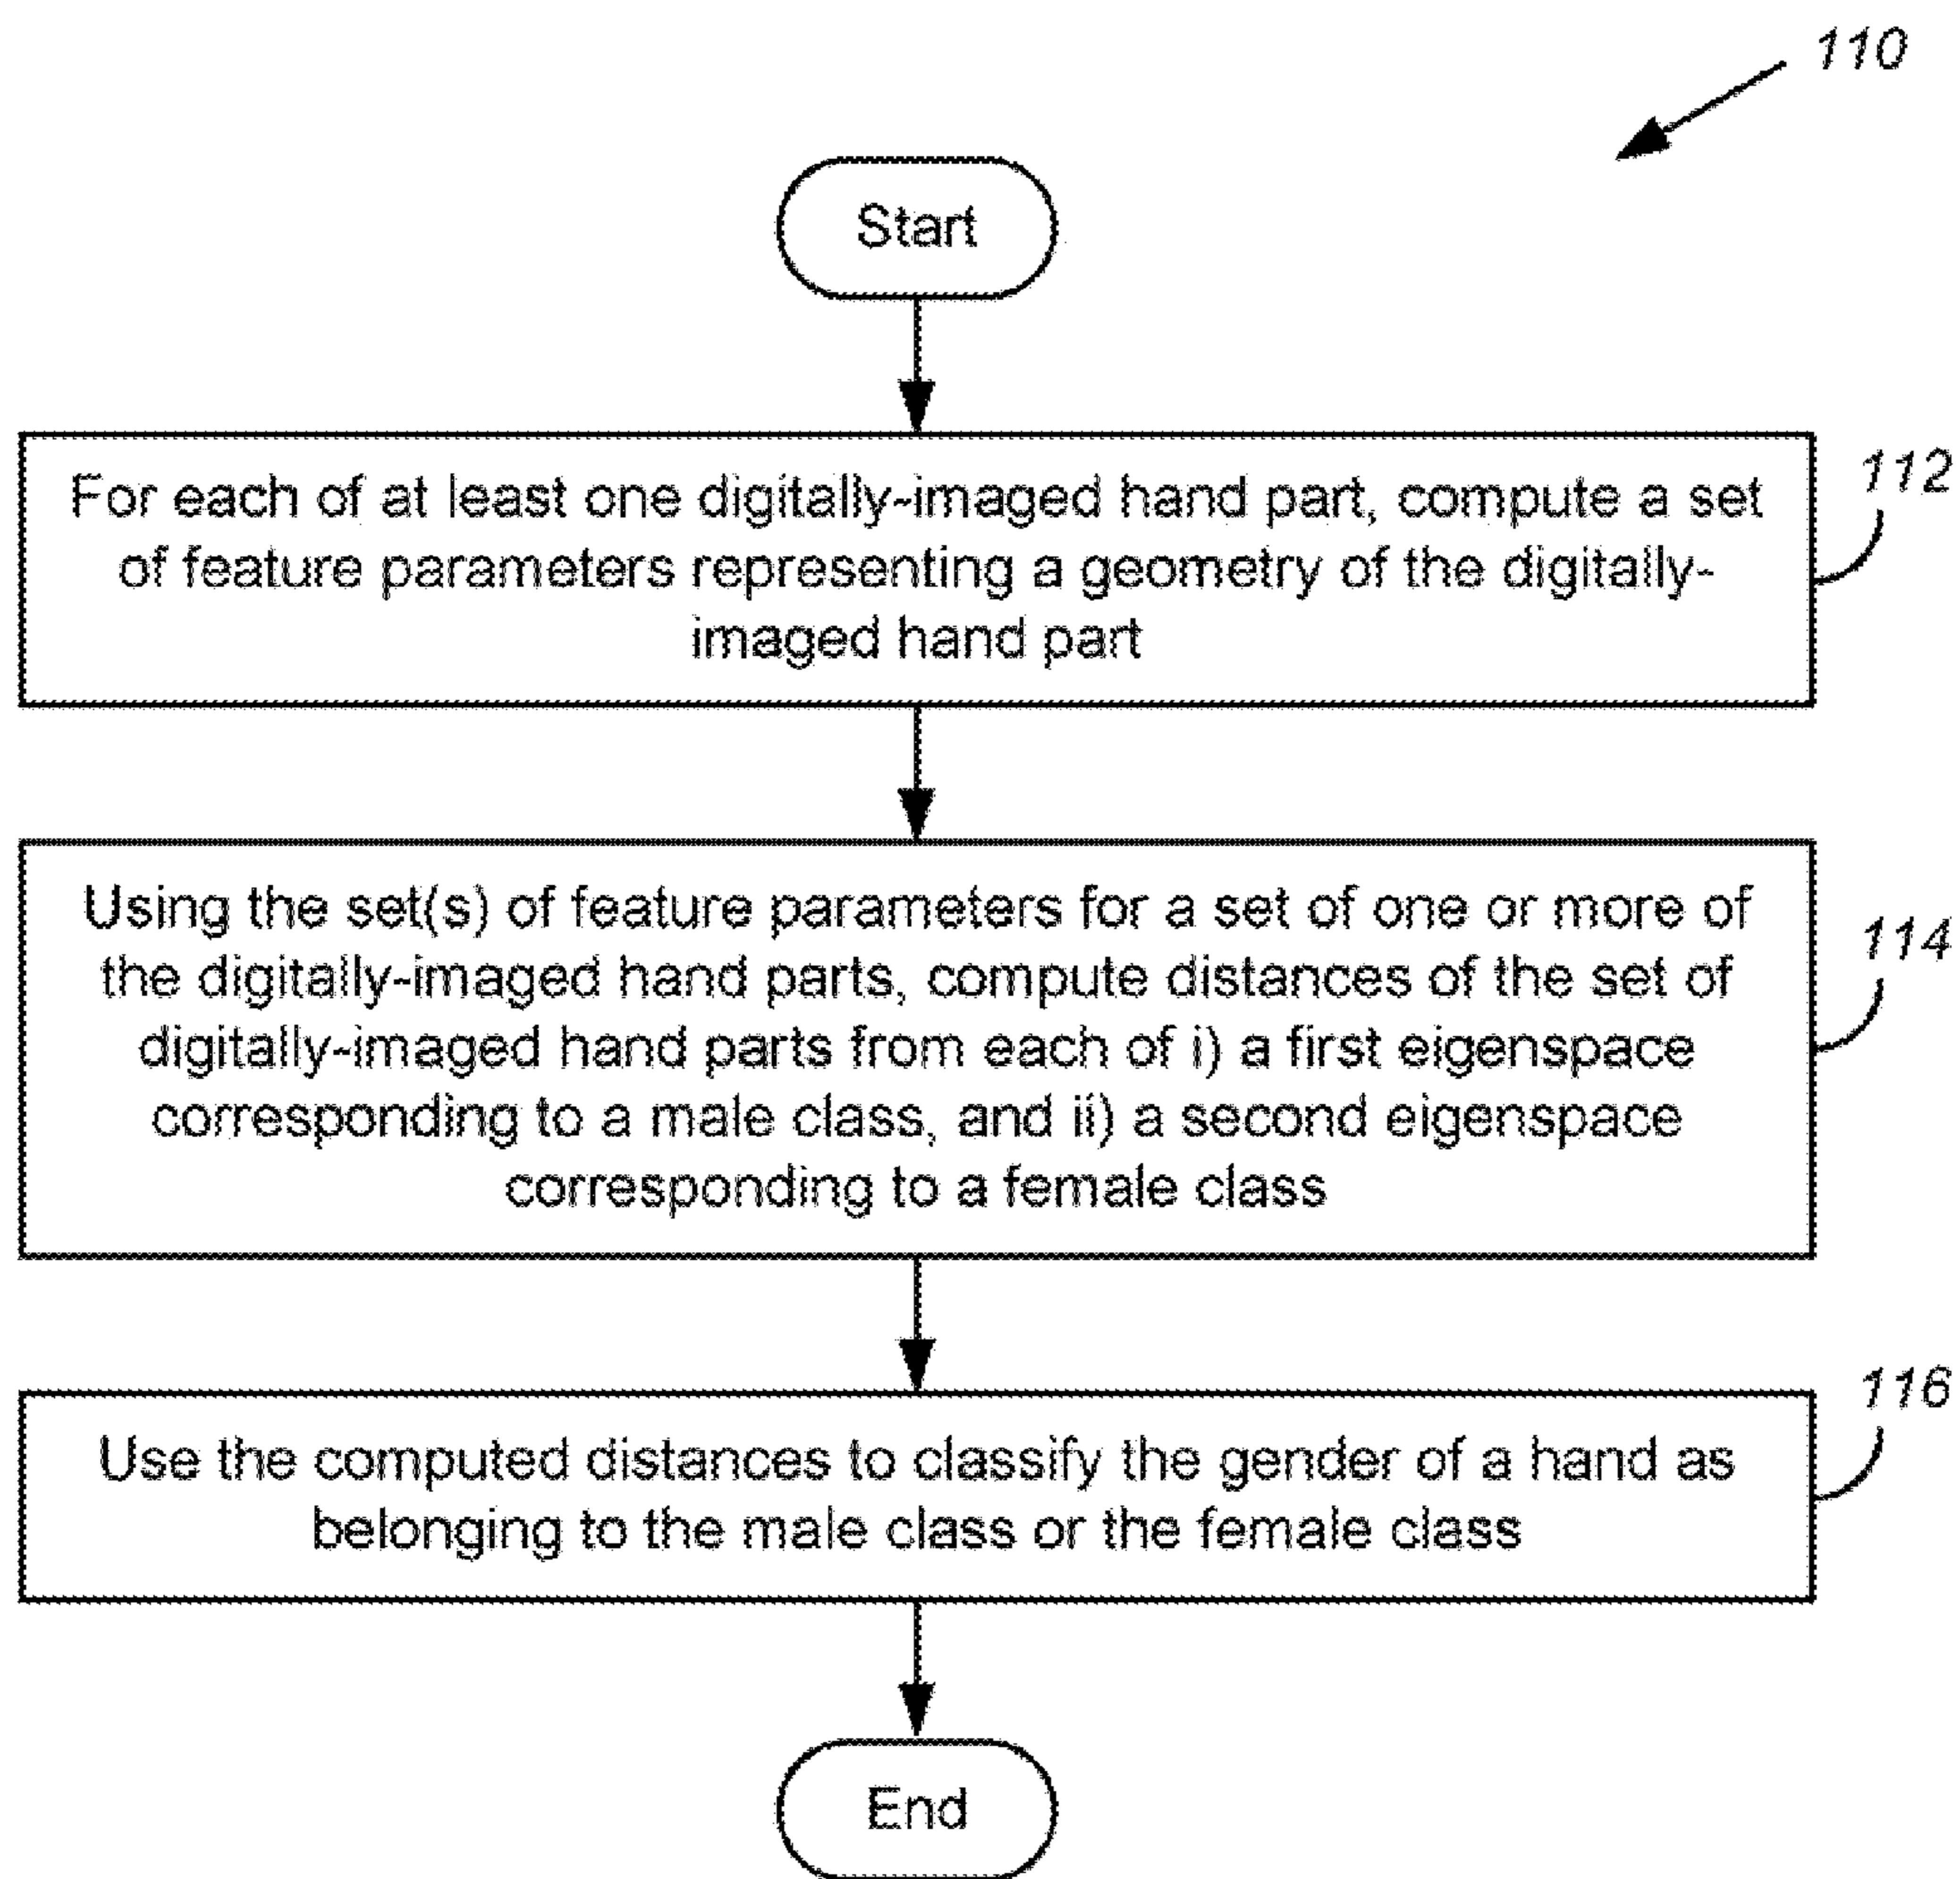 110
Start
For each of at least one digitally-imaged hand part, compute a set
of feature parameters representing a geometry of the digitally-
imaged hand part
112
Using the set(s) of feature parameters for a set of one or more of
the digitally-imaged hand parts, compute distances of the set of
digitally-imaged hand parts from each of i) a first eigenspace
corresponding to a male class, and ii) a second eigenspace
corresponding to a female class
114
Use the computed distances to classify the gender of a hand as
belonging to the male class or the female class
116
End